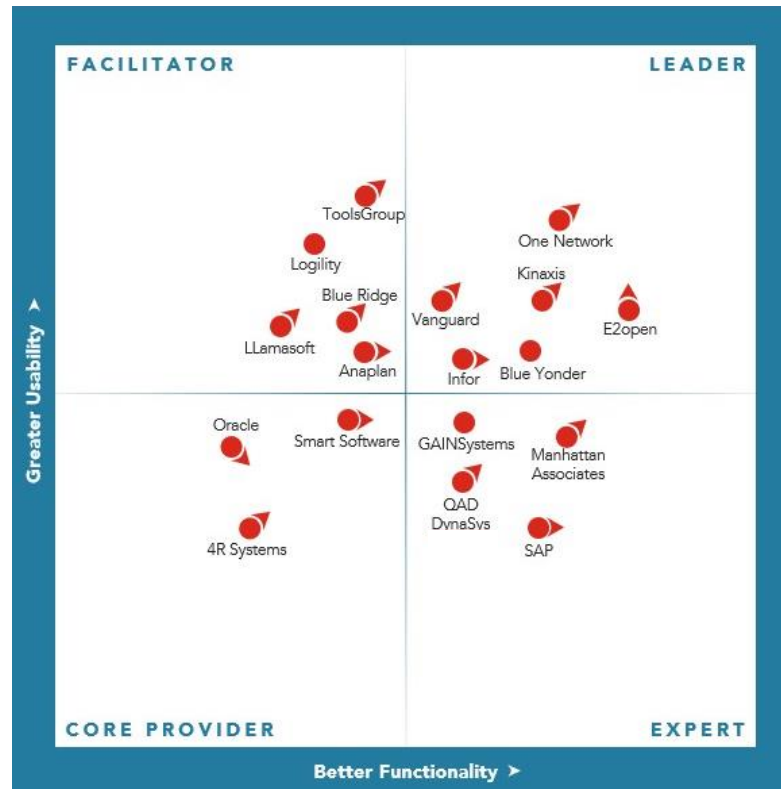 FACILITATOR
LEADER
ToolsGroup
One Network
Logility
Kinaxis
Blue Ridge
Vanguard
E2open
LLamasoft
Anaplan
Infor
Blue Yonder
Greater Usability >
Oracle
Smart Software
GAINSystems
Manhattan
Associates
QAD
DynaSys
4R Systems
SAP
CORE PROVIDER
EXPERT
Better Functionality >